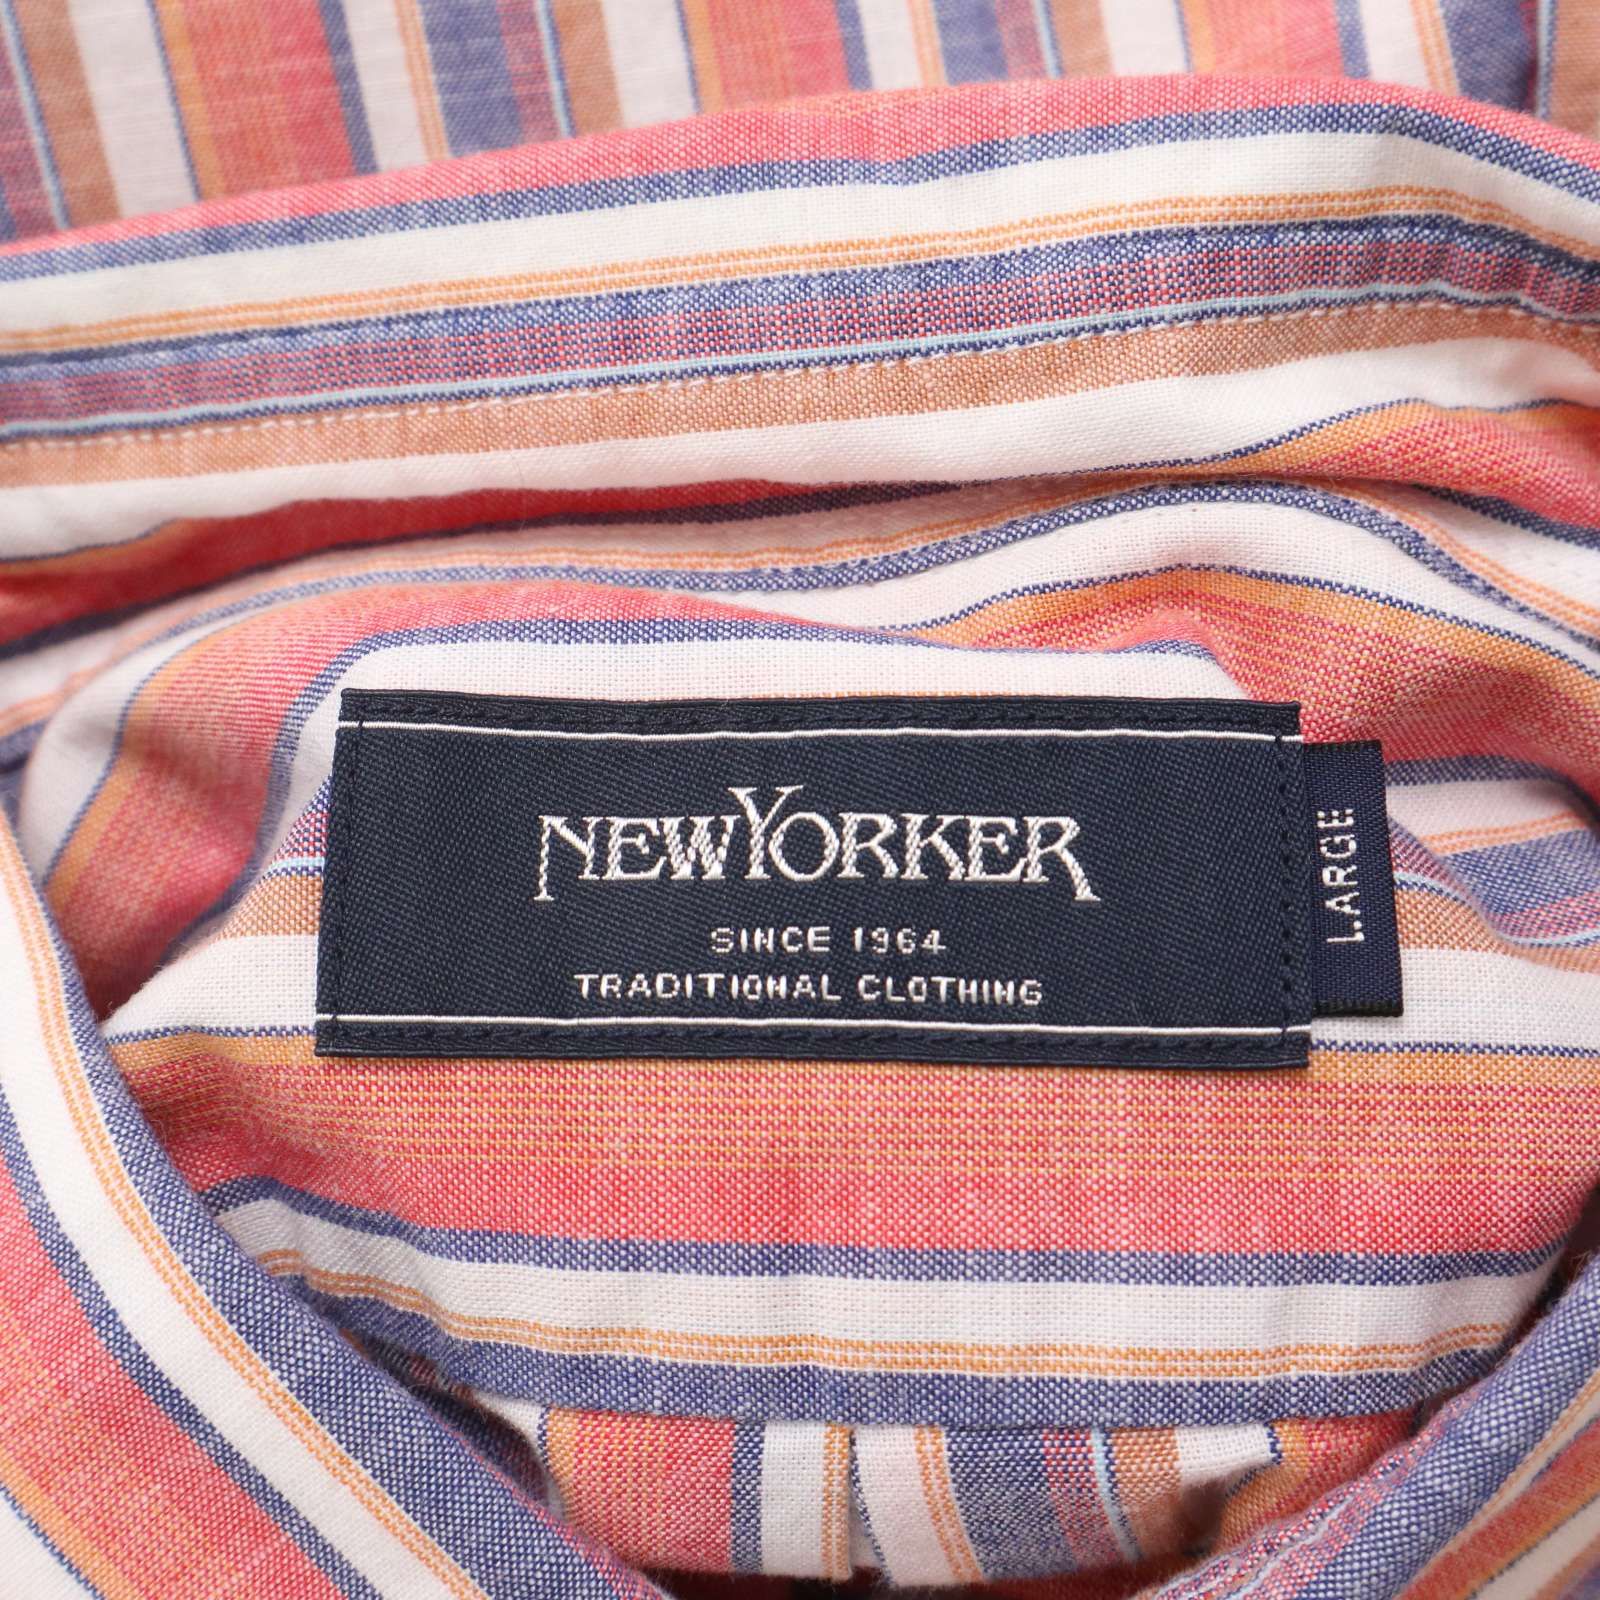 NEWYORKER
SINCE 1964
TRADITIONAL CLOTHING
LARGE